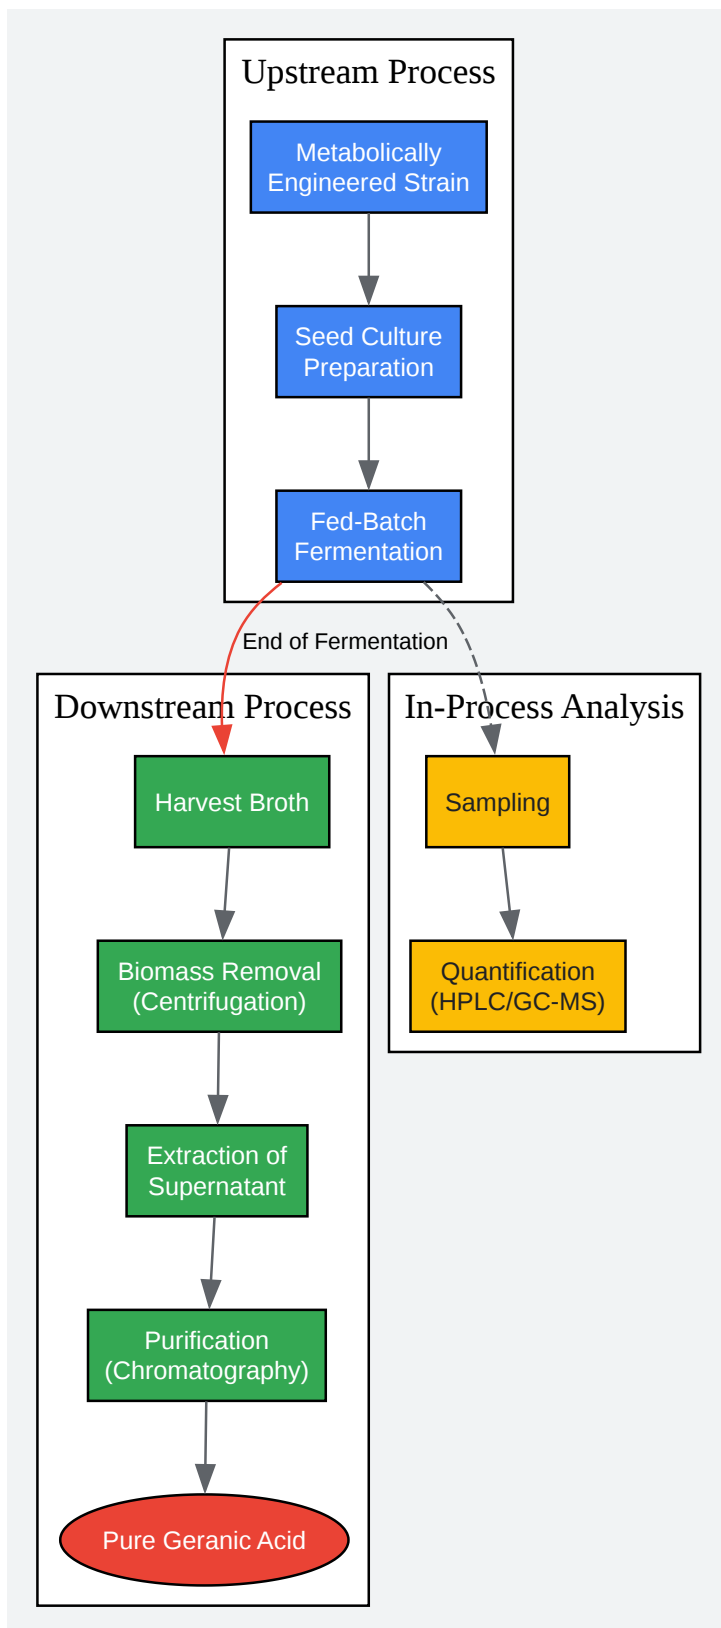 Upstream Process
Metabolically
Engineered Strain
Seed Culture
Preparation
Fed-Batch
Fermentation
End of Fermentation
Downstream Process
Harvest Broth
Biomass Removal
(Centrifugation)
Extraction of
Supernatant
Purification
(Chromatography)
Pure Geranic Acid
In-Process Analysis
Sampling
Quantification
(HPLC/GC-MS)